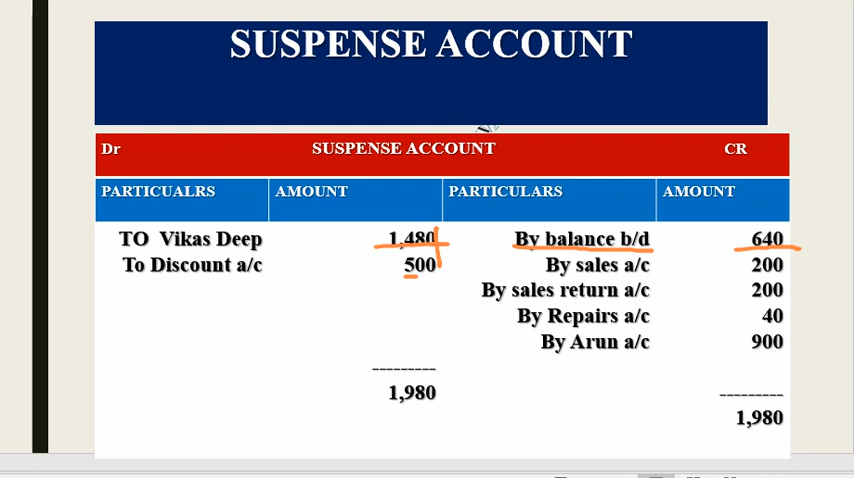 SUSPENSE ACCOUNT
Dr SUSPENSE ACCOUNT CR
PARTICUALRS AMOUNT PARTICULARS AMOUNT
TO Vikas Deep 1,480 By balance b/d 640
To Discount a/c 500 By sales a/c 200
By sales return a/c 200
By Repairs a/c 40
By Arun a/c 900
---------
1,980
---------
1,980